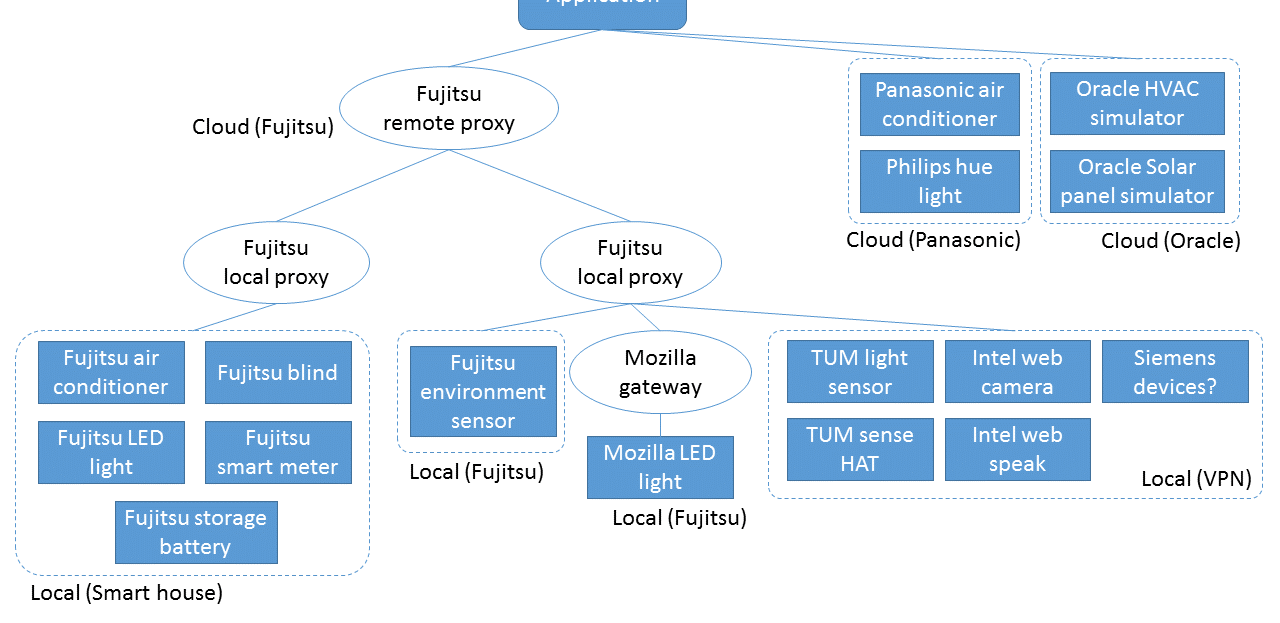 Application
Fujitsu
remote proxy
Cloud (Fujitsu)
Panasonic air
conditioner
Philips hue
light
Cloud (Panasonic)
Oracle HVAC
simulator
Oracle Solar
panel simulator
Cloud (Oracle)
Fujitsu
local proxy
Fujitsu
local proxy
Fujitsu air
conditioner
Fujitsu blind
Fujitsu LED
light
Fujitsu
smart meter
Fujitsu storage
battery
Local (Smart house)
Fujitsu
environment
sensor
Local (Fujitsu)
Mozilla
gateway
Mozilla LED
light
Local (Fujitsu)
TUM light
sensor
Intel web
camera
Siemens
devices?
TUM sense
HAT
Intel web
speak
Local (VPN)